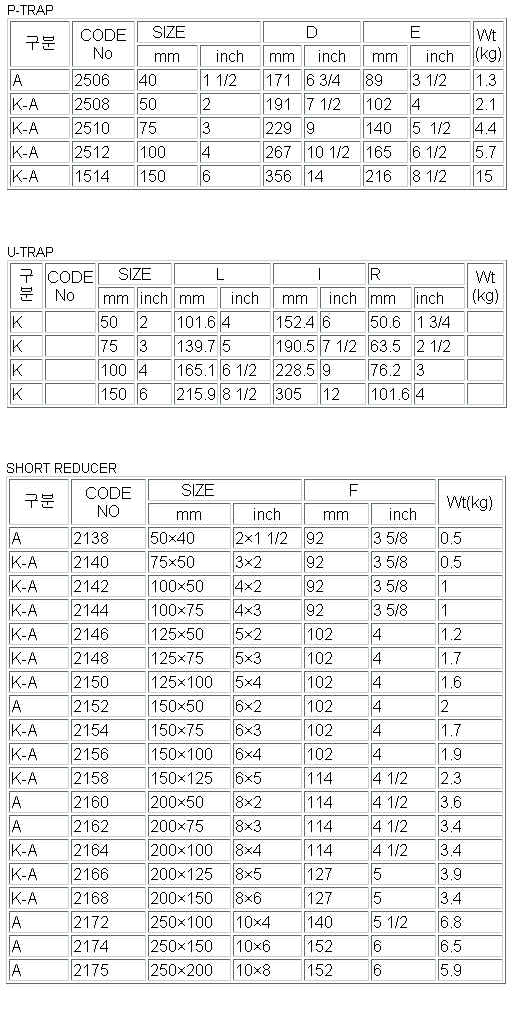 P-TRAP
구분 CODE No SIZE D E Wt (kg)
mm inch mm inch mm inch
A 2506 40 1 1/2 171 6 3/4 89 3 1/2 1.3
K-A 2508 50 2 191 7 1/2 102 4 2.1
K-A 2510 75 3 229 9 140 5 1/2 4.4
K-A 2512 100 4 267 10 1/2 165 6 1/2 5.7
K-A 1514 150 6 356 14 216 8 1/2 15
U-TRAP
구분 CODE No SIZE L I R Wt (kg)
mm inch mm inch mm inch mm inch
K 50 2 101.6 4 152.4 6 50.6 1 3/4
K 75 3 139.7 5 190.5 7 1/2 63.5 2 1/2
K 100 4 165.1 6 1/2 228.5 9 76.2 3
K 150 6 215.9 8 1/2 305 12 101.6 4
SHORT REDUCER
구분 CODE NO SIZE F Wt(kg)
mm inch mm inch
A 2138 50×40 2×1 1/2 92 3 5/8 0.5
K-A 2140 75×50 3×2 92 3 5/8 0.5
K-A 2142 100×50 4×2 92 3 5/8 1
K-A 2144 100×75 4×3 92 3 5/8 1
K-A 2146 125×50 5×2 102 4 1.2
K-A 2148 125×75 5×3 102 4 1.7
K-A 2150 125×100 5×4 102 4 1.6
A 2152 150×50 6×2 102 4 2
K-A 2154 150×75 6×3 102 4 1.7
K-A 2156 150×100 6×4 102 4 1.9
K-A 2158 150×125 6×5 114 4 1/2 2.3
A 2160 200×50 8×2 114 4 1/2 3.6
A 2162 200×75 8×3 114 4 1/2 3.4
K-A 2164 200×100 8×4 114 4 1/2 3.4
K-A 2166 200×125 8×5 127 5 3.9
K-A 2168 200×150 8×6 127 5 3.4
A 2172 250×100 10×4 140 5 1/2 6.8
A 2174 250×150 10×6 152 6 6.5
A 2175 250×200 10×8 152 6 5.9